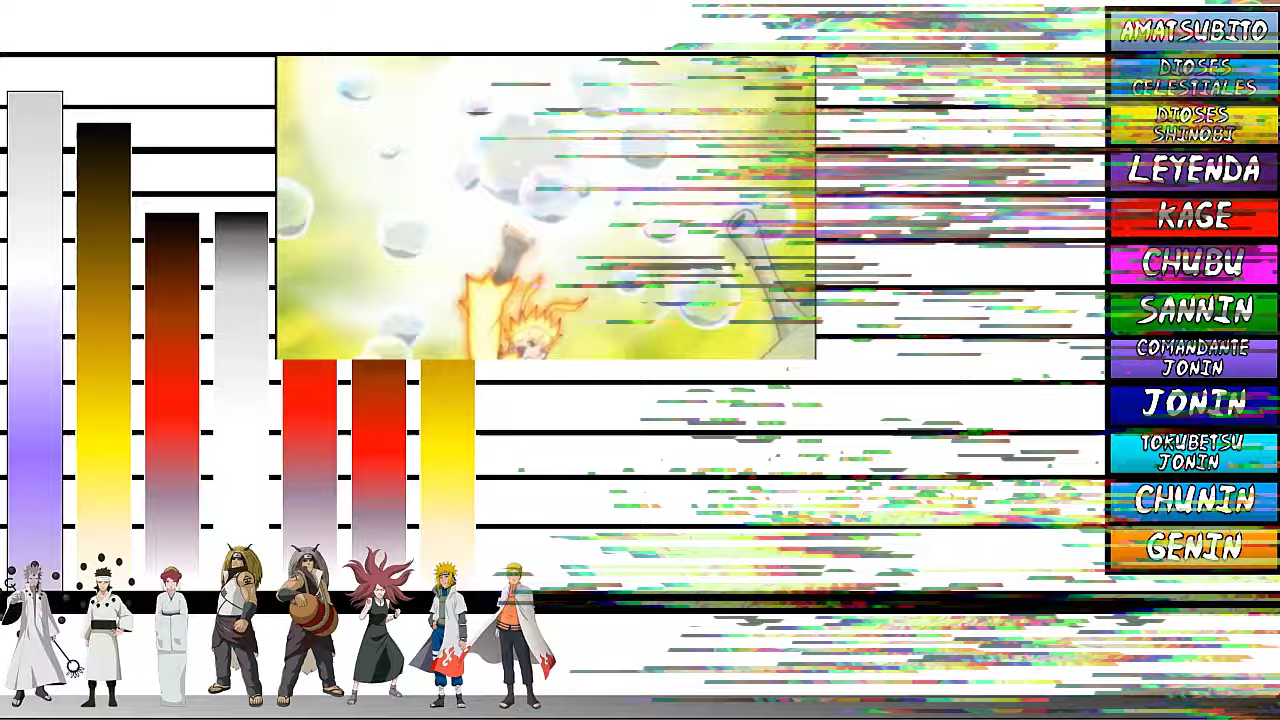 AMATSUBITO
DIOSES
CELESTIALES
DIOSES
SHINOBI
LEYENDA
KAGE
CHUBU
SANNIN
COMANDANTE
JONIN
JONIN
TOKUBETSU
JONIN
CHUNIN
GENIN